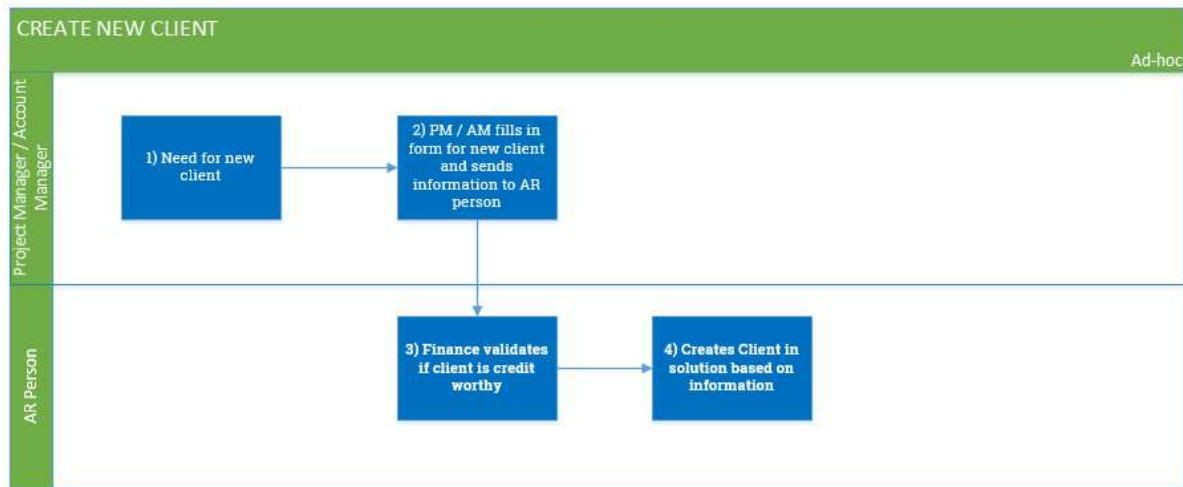 CREATE NEW CLIENT
Ad-hoc
Project Manager / Account
Manager
1) Need for new
client
2) PM / AM fills in
form for new client
and sends
information to AR
person
AR Person
3) Finance validates
if client is credit
worthy
4) Creates Client in
solution based on
information